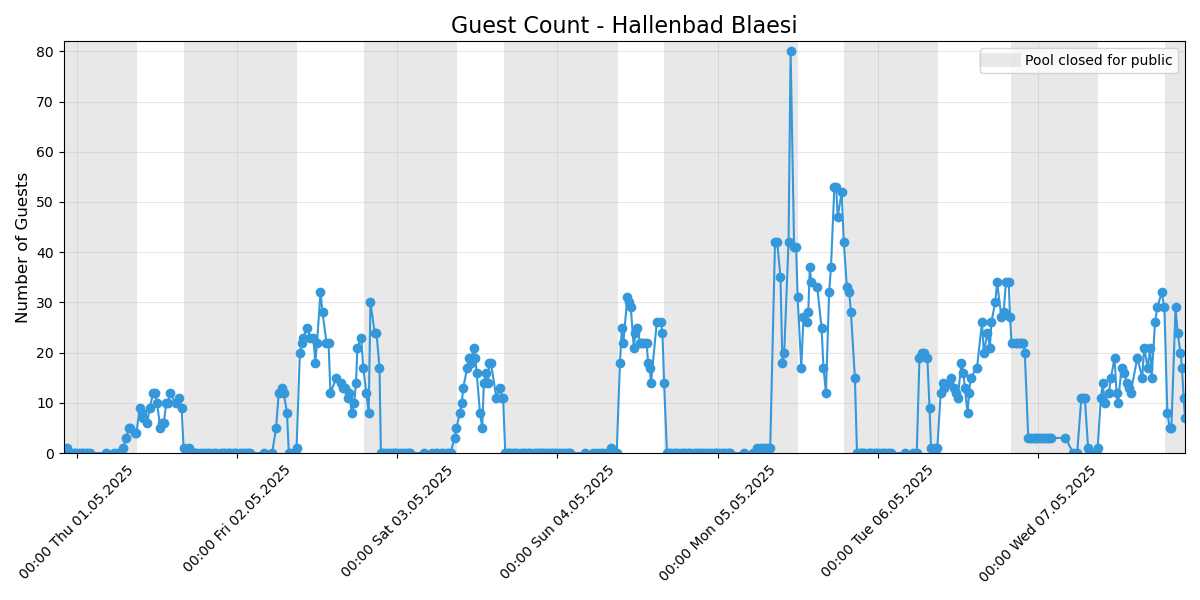 Guest Count - Hallenbad Blaesi
Pool closed for public
Number of Guests
80
70
60
50
40
30
20
10
0
00:00 Thu 01.05.2025
00:00 Fri 02.05.2025
00:00 Sat 03.05.2025
00:00 Sun 04.05.2025
00:00 Mon 05.05.2025
00:00 Tue 06.05.2025
00:00 Wed 07.05.2025